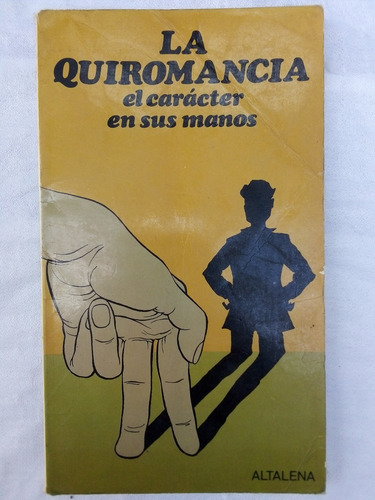 LA
QUIROMANCIA
el carácter
en sus manos
ALTALENA